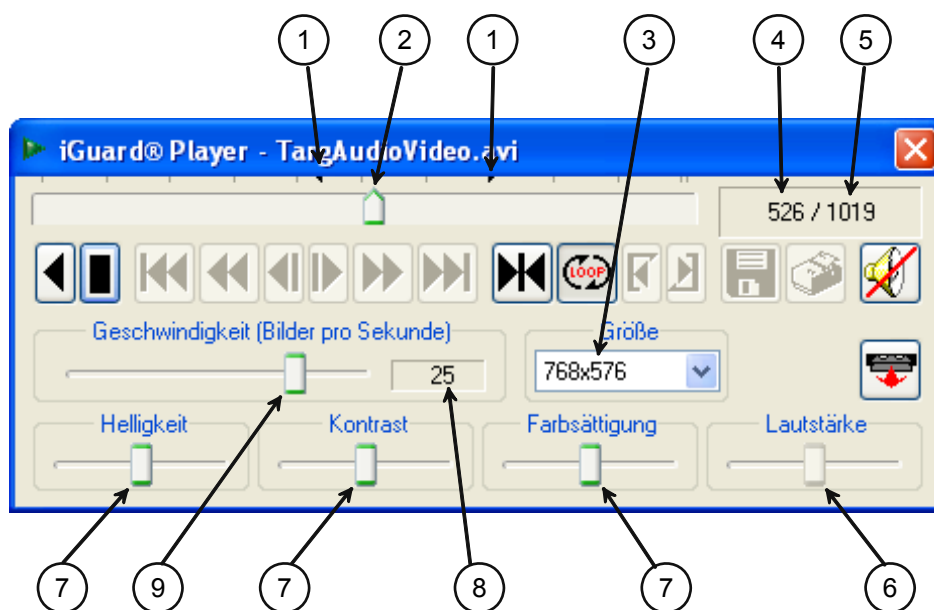 1 2 1 3 4 5
iGuard® Player - TargAudioVideo.avi
526 / 1019
LOOP
Geschwindigkeit (Bilder pro Sekunde)
Größe
25
768x576
Helligkeit
Kontrast
Farbsättigung
Lautstärke
7 9 7 8 7 6